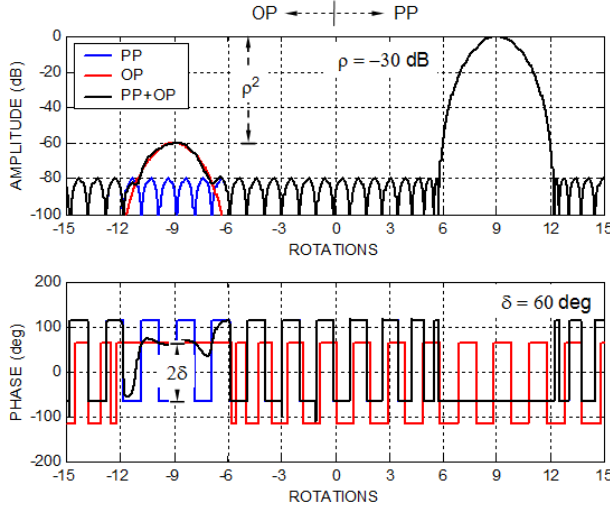 OP PP
0
-20
-40
-60
-80
-100
AMPLITUDE (dB)
PP
OP
PP+OP
ρ²
ρ = −30 dB
-15 -12 -9 -6 -3 0 3 6 9 12 15
ROTATIONS
200
100
0
-100
-200
PHASE (deg)
δ = 60 deg
2δ
-15 -12 -9 -6 -3 0 3 6 9 12 15
ROTATIONS